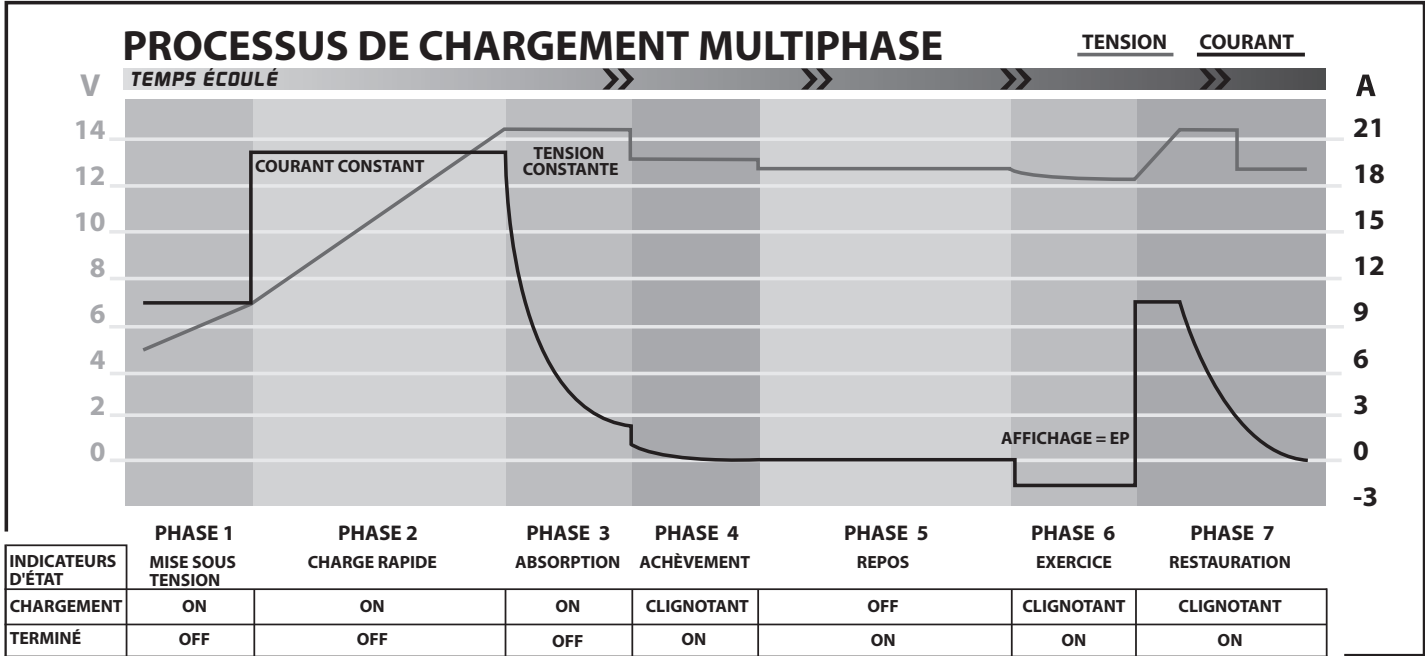 PROCESSUS DE CHARGEMENT MULTIPHASE
TENSION COURANT
V TEMPS ÉCOULÉ A
14 21
12 18
10 15
8 12
6 9
4 6
2 3
0 0
-3
COURANT CONSTANT
TENSION
CONSTANTE
AFFICHAGE = EP
PHASE 1 PHASE 2 PHASE 3 PHASE 4 PHASE 5 PHASE 6 PHASE 7
INDICATEURS
D'ÉTAT
MISE SOUS
TENSION
CHARGE RAPIDE ABSORPTION ACHÈVEMENT REPOS EXERCICE RESTAURATION
CHARGEMENT ON ON ON CLIGNOTANT OFF CLIGNOTANT CLIGNOTANT
TERMINÉ OFF OFF OFF ON ON ON ON